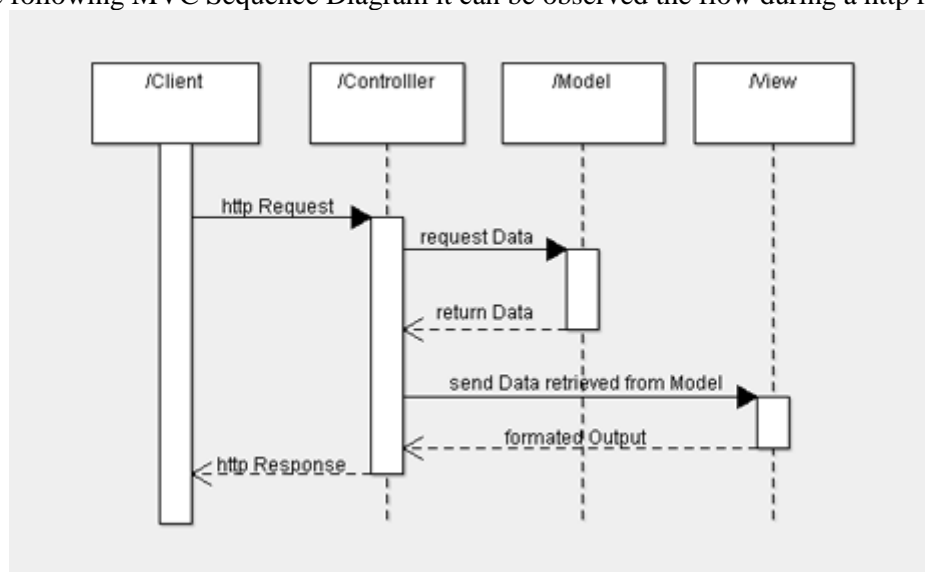 following MVC Sequence Diagram it can be observed the flow during a http
/Client
/Controlller
/Model
/View
http Request
request Data
return Data
send Data retrieved from Model
formated Output
http Response